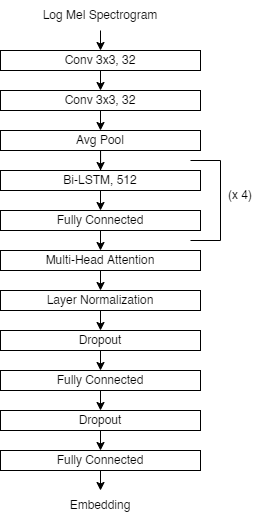 Log Mel Spectrogram
Conv 3x3, 32
Conv 3x3, 32
Avg Pool
Bi-LSTM, 512
(x 4)
Fully Connected
Multi-Head Attention
Layer Normalization
Dropout
Fully Connected
Dropout
Fully Connected
Embedding